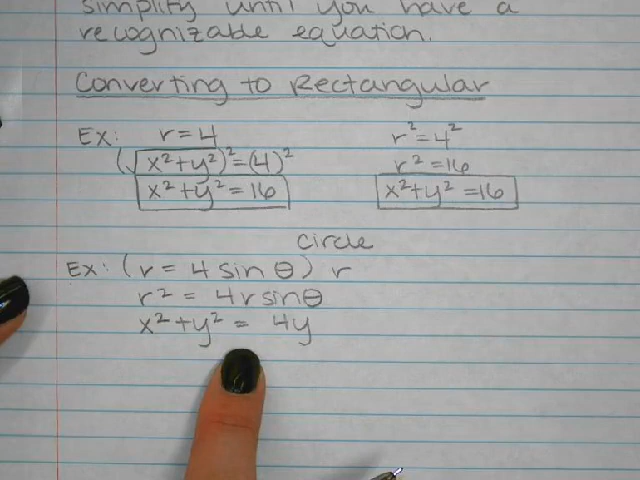 simplify until you have a
recognizable equation.
Converting to Rectangular
Ex: r = 4 r² = 4²
(√x² + y²)² = (4)² r² = 16
x² + y² = 16 x² + y² = 16
circle
Ex: (r = 4 sin θ) r
r² = 4r sin θ
x² + y² = 4y